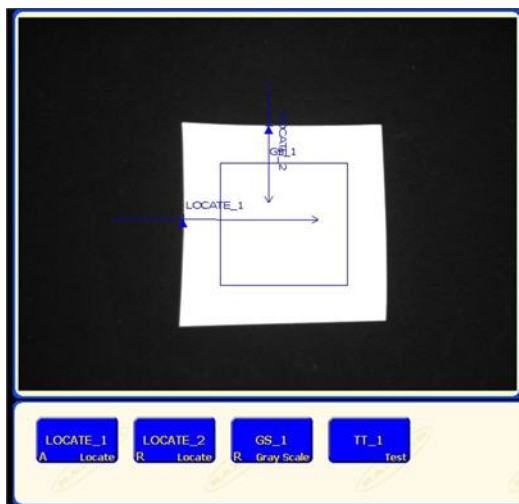 LOCATE_2
GS_1
LOCATE_1
LOCATE_1
A Locate
LOCATE_2
R Locate
GS_1
R Gray Scale
TT_1
Test